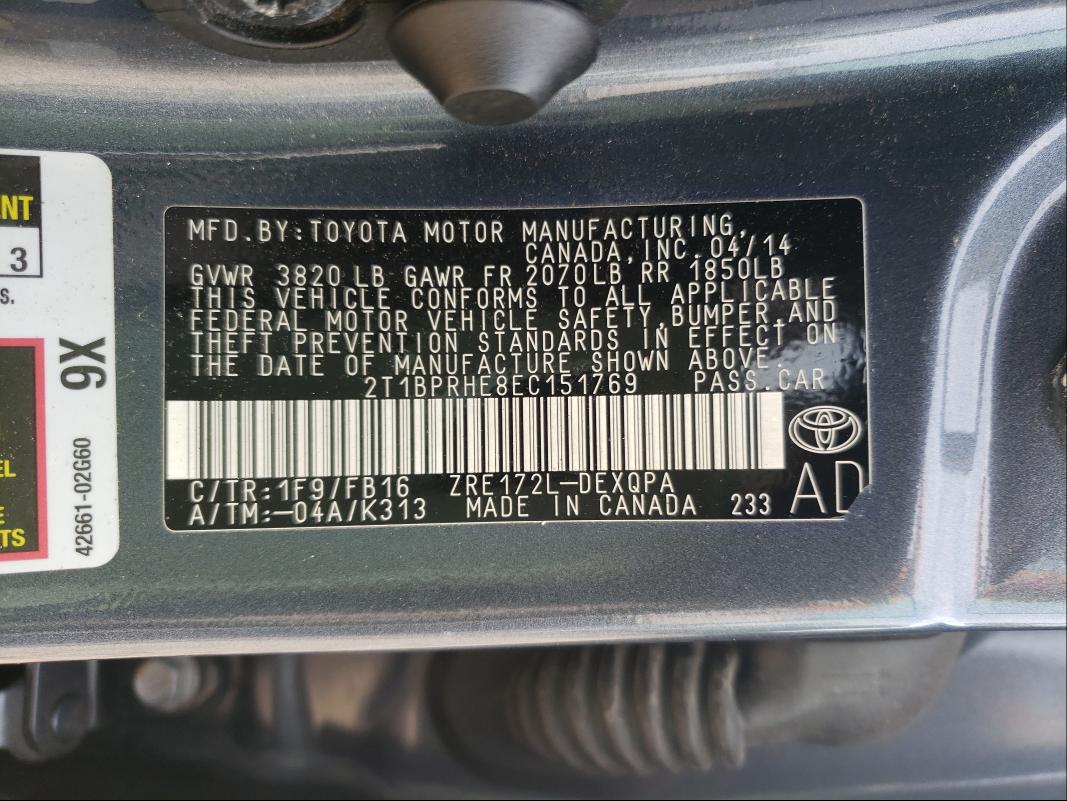 MFD.BY:TOYOTA MOTOR MANUFACTURING,
CANADA,INC.04/14
GVWR 3820 LB GAWR FR 2070LB RR 1850LB
THIS VEHICLE CONFORMS TO ALL APPLICABLE
FEDERAL MOTOR VEHICLE SAFETY,BUMPER,AND
THEFT PREVENTION STANDARDS IN EFFECT ON
THE DATE OF MANUFACTURE SHOWN ABOVE.
2T1BPRHE8EC151769 PASS.CAR
C/TR:1F9/FB16 ZRE172L-DEXQPA
A/TM:-04A/K313 MADE IN CANADA 233
AD
ANT
3
S.
9X
42661-02G60
EL
E
TS